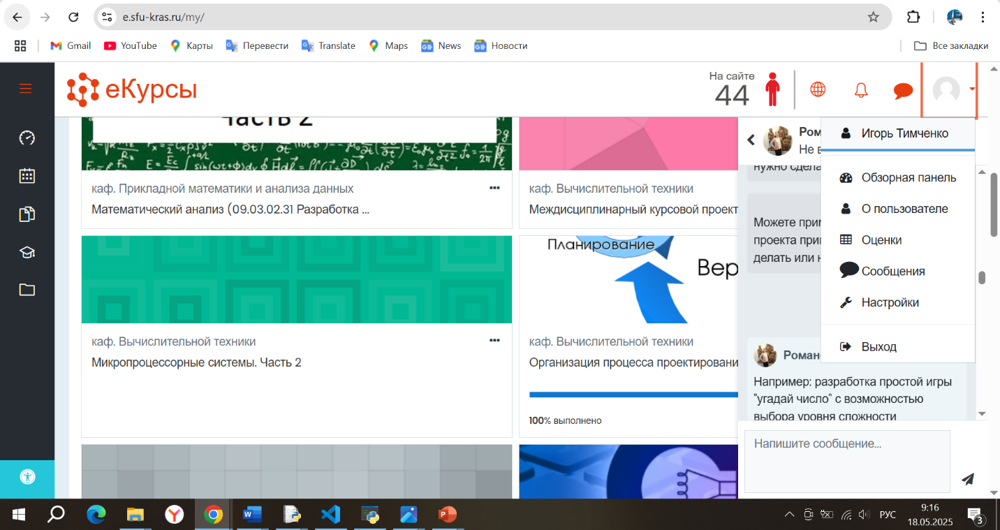 e.sfu-kras.ru/my/
Gmail
YouTube
Карты
Перевести
Translate
Maps
News
Новости
Все закладки
еКурсы
На сайте
44
Часть 2
каф. Прикладной математики и анализа данных
Математический анализ (09.03.02.31 Разработка ...
каф. Вычислительной техники
Междисциплинарный курсовой проект
Планирование
Вер
каф. Вычислительной техники
Микропроцессорные системы. Часть 2
каф. Вычислительной техники
Организация процесса проектировани
100% выполнено
Ром
Не в
нужно сдела
Можете при
проекта при
делать или н
Роман
Например: разработка простой игры
"угадай число" с возможностью
выбора уровня сложности
Напишите сообщение...
Игорь Тимченко
Обзорная панель
О пользователе
Оценки
Сообщения
Настройки
Выход
РУС
9:16
18.05.2025
3